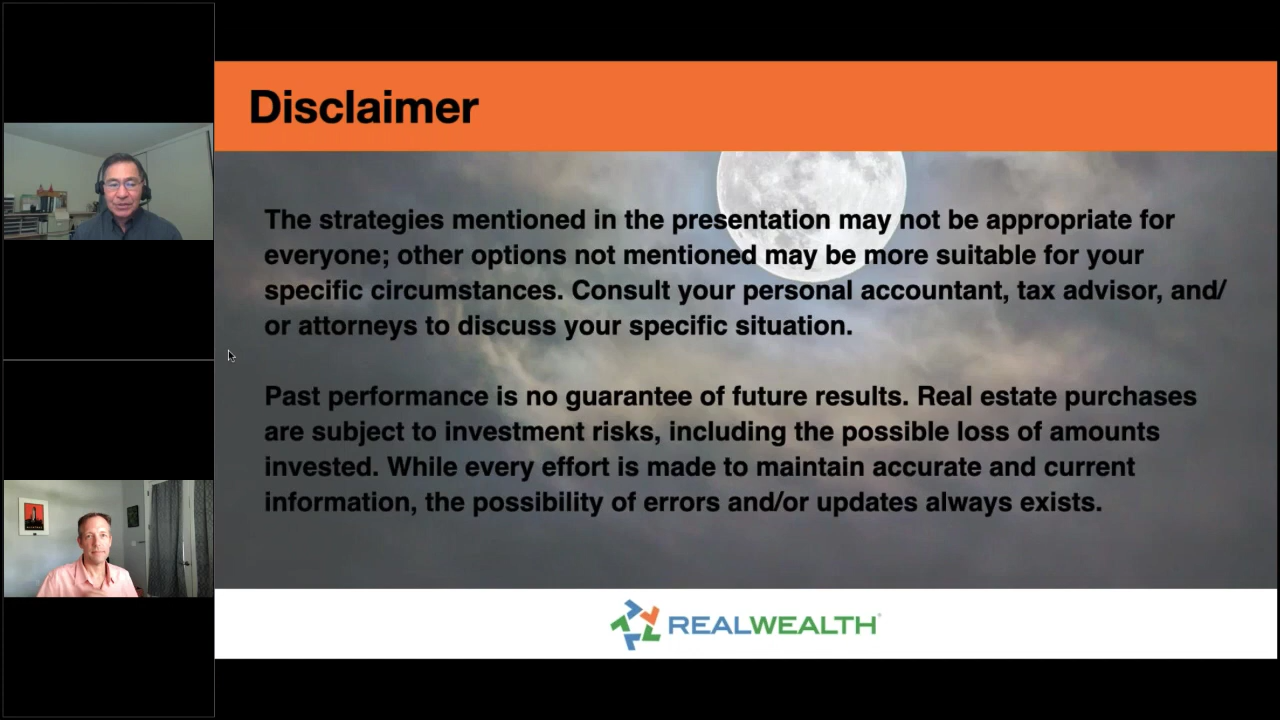 Disclaimer
The strategies mentioned in the presentation may not be appropriate for
everyone; other options not mentioned may be more suitable for your
specific circumstances. Consult your personal accountant, tax advisor, and/
or attorneys to discuss your specific situation.
Past performance is no guarantee of future results. Real estate purchases
are subject to investment risks, including the possible loss of amounts
invested. While every effort is made to maintain accurate and current
information, the possibility of errors and/or updates always exists.
REALWEALTH